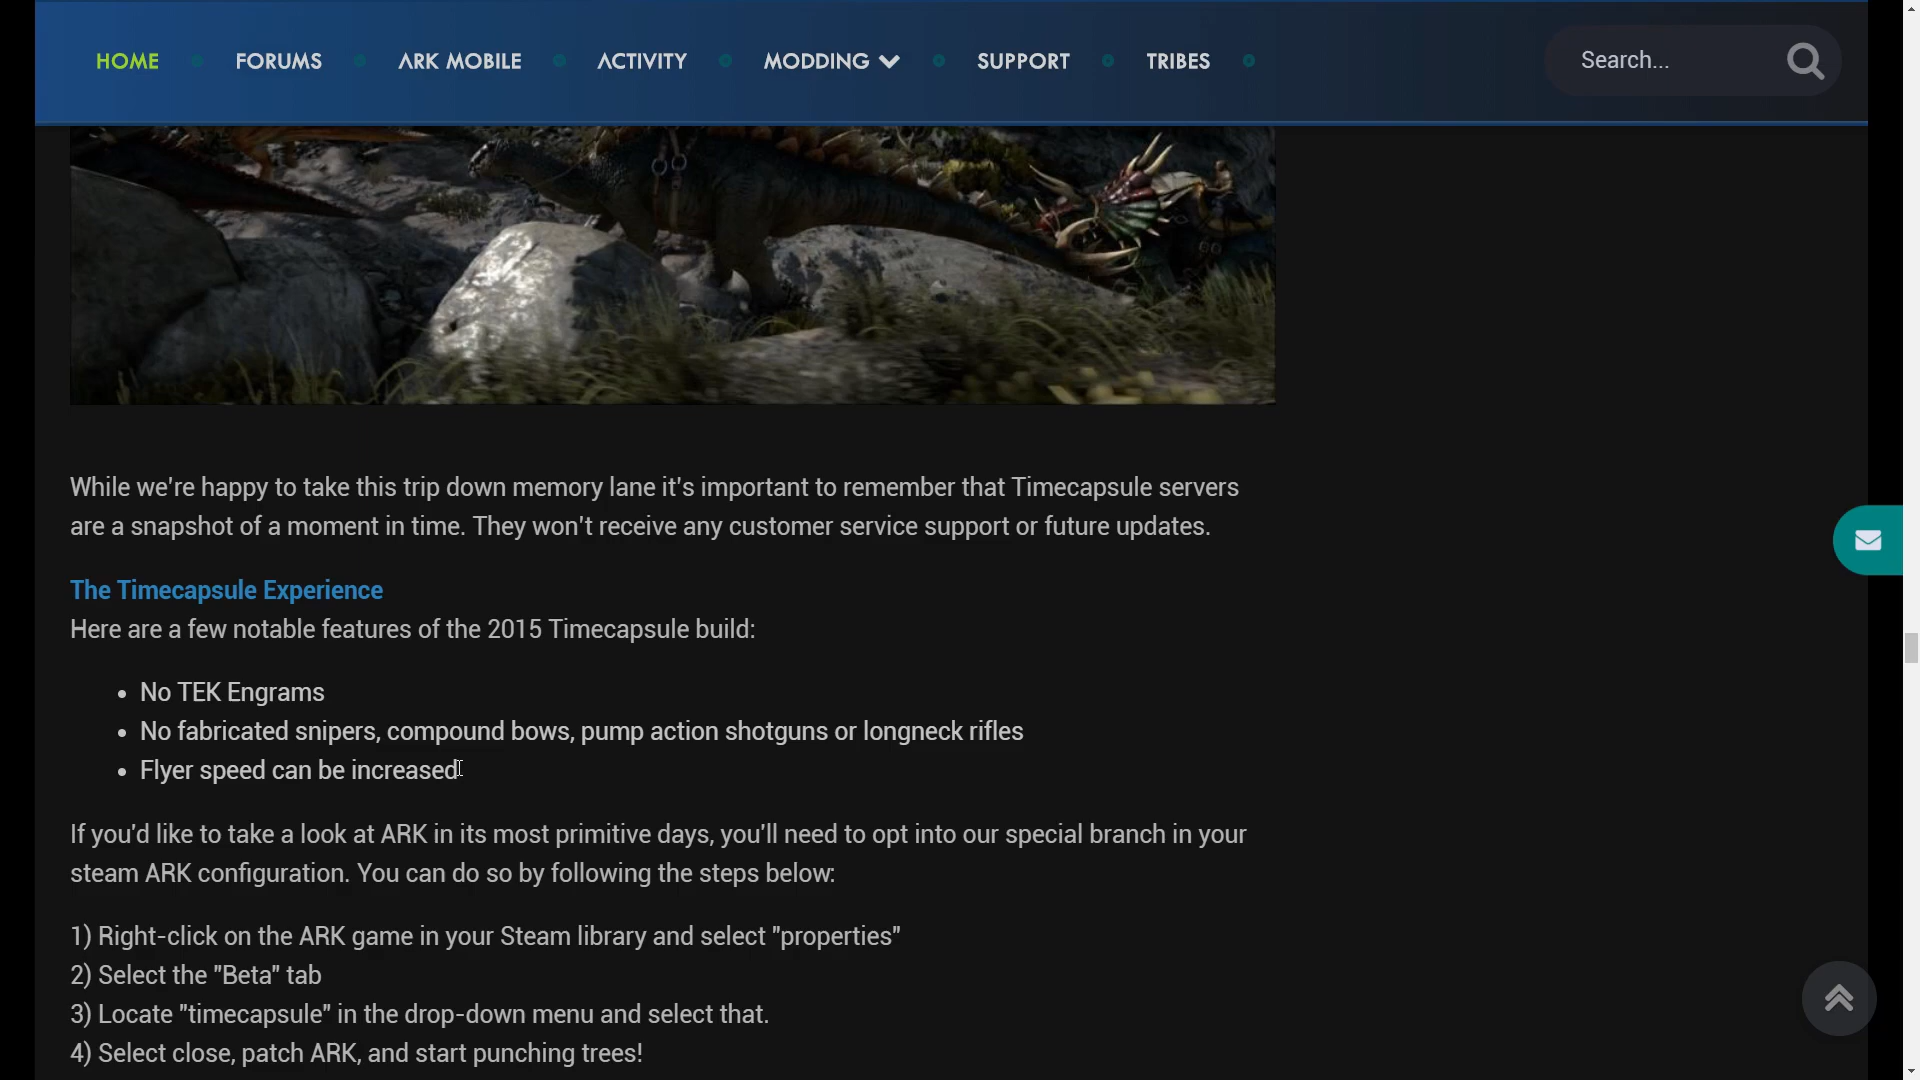 HOME FORUMS ARK MOBILE ACTIVITY MODDING SUPPORT TRIBES Search...
While we're happy to take this trip down memory lane it's important to remember that Timecapsule servers
are a snapshot of a moment in time. They won't receive any customer service support or future updates.
The Timecapsule Experience
Here are a few notable features of the 2015 Timecapsule build:
• No TEK Engrams
• No fabricated snipers, compound bows, pump action shotguns or longneck rifles
• Flyer speed can be increased
If you'd like to take a look at ARK in its most primitive days, you'll need to opt into our special branch in your
steam ARK configuration. You can do so by following the steps below:
1) Right-click on the ARK game in your Steam library and select "properties"
2) Select the "Beta" tab
3) Locate "timecapsule" in the drop-down menu and select that.
4) Select close, patch ARK, and start punching trees!